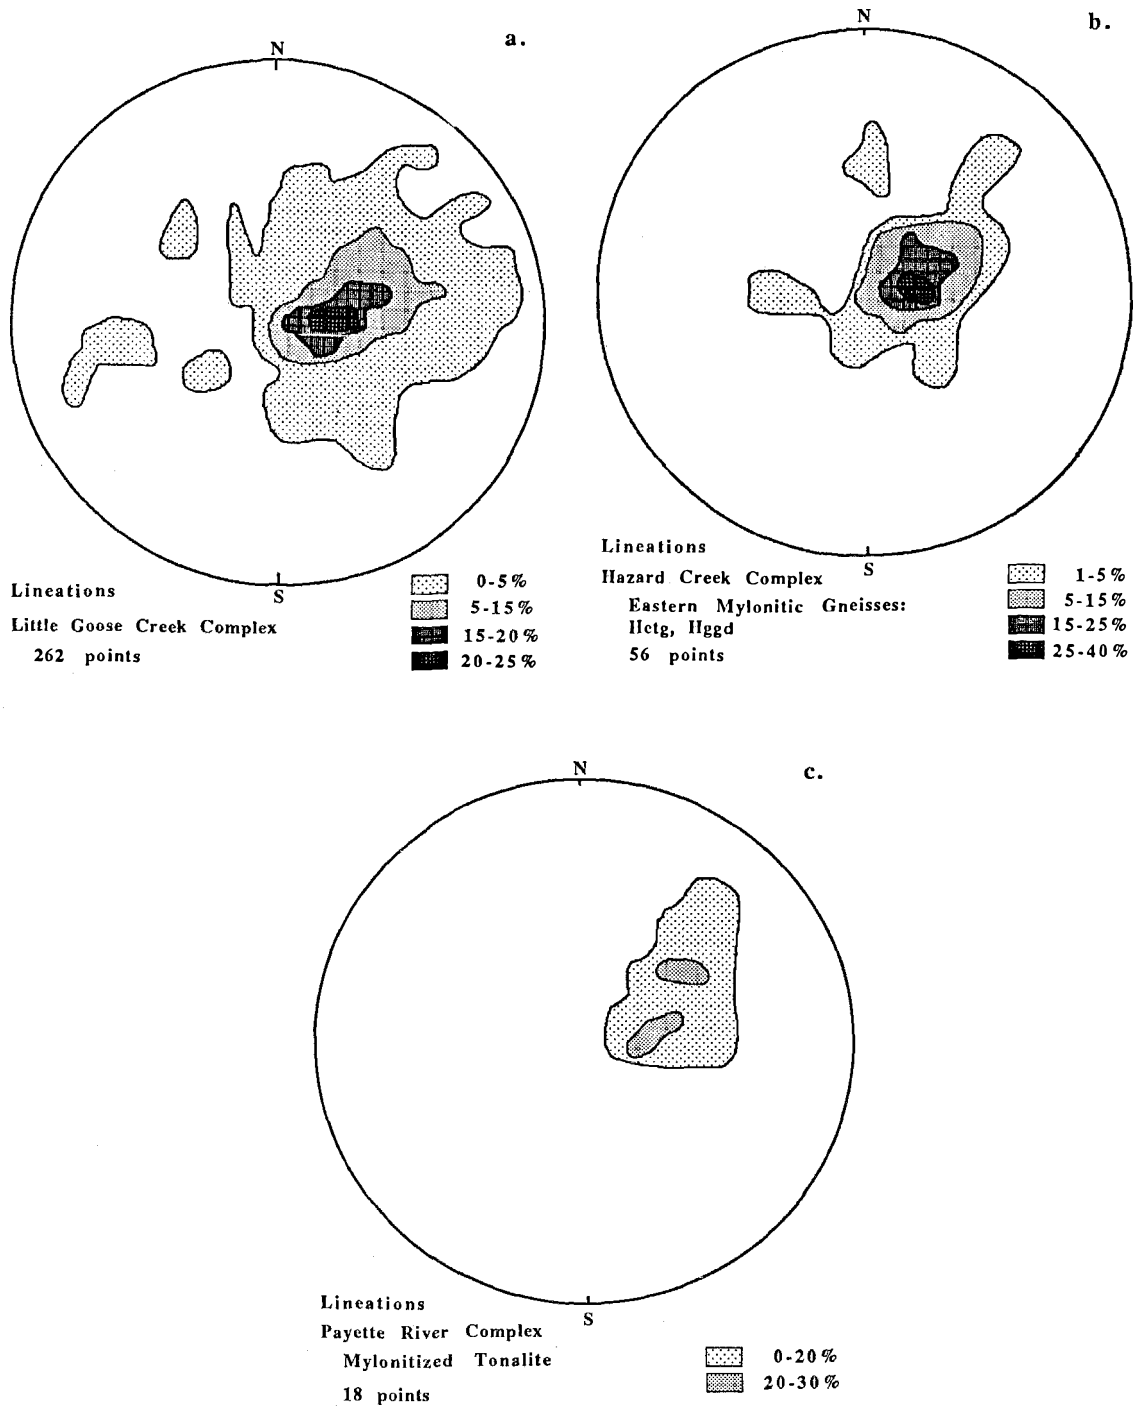 a.
N
S
Lineations
Little Goose Creek Complex
262 points
0-5%
5-15%
15-20%
20-25%
b.
N
S
Lineations
Hazard Creek Complex
Eastern Mylonitic Gneisses:
Hctg, Hggd
56 points
1-5%
5-15%
15-25%
25-40%
c.
N
S
Lineations
Payette River Complex
Mylonitized Tonalite
18 points
0-20%
20-30%